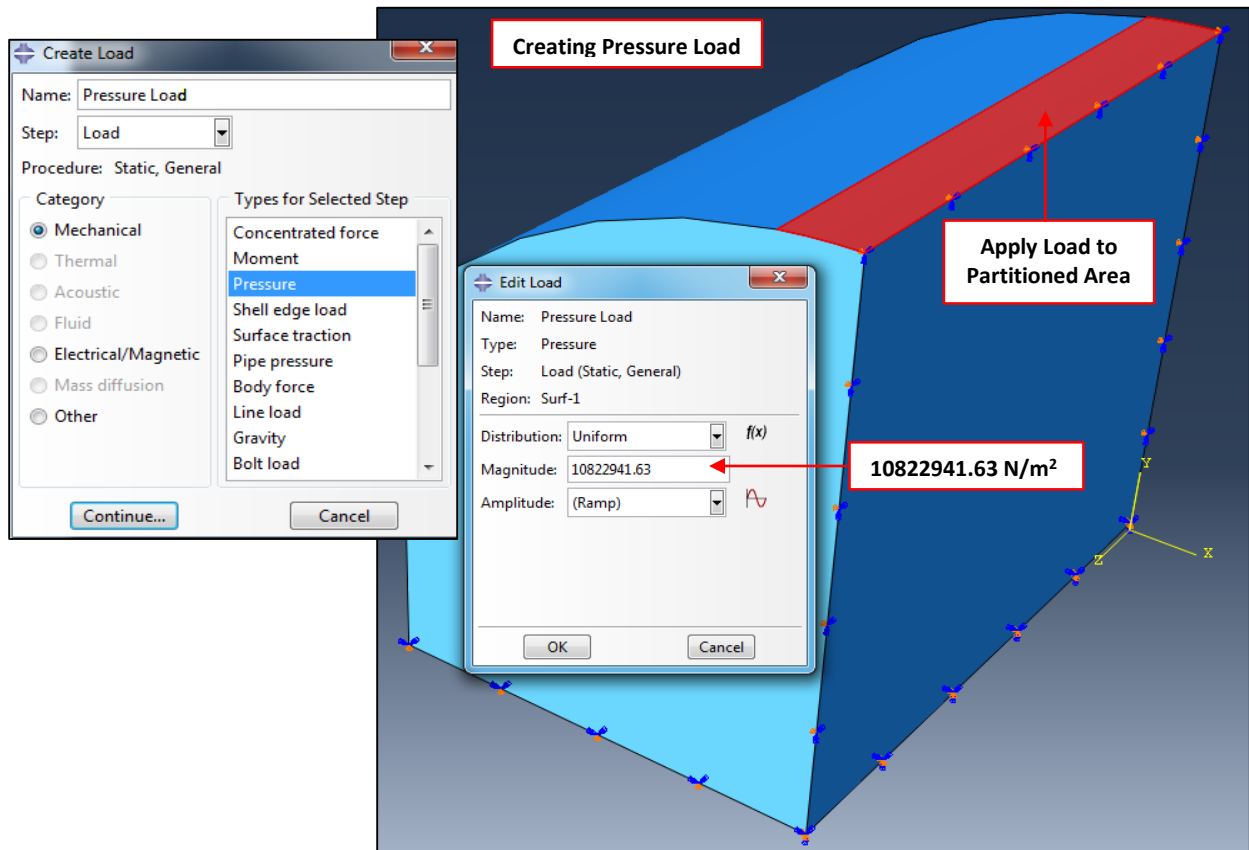 Creating Pressure Load
Create Load
Name: Pressure Load
Step: Load
Procedure: Static, General
Category
Mechanical
Thermal
Acoustic
Fluid
Electrical/Magnetic
Mass diffusion
Other
Types for Selected Step
Concentrated force
Moment
Pressure
Shell edge load
Surface traction
Pipe pressure
Body force
Line load
Gravity
Bolt load
Continue...
Cancel
Apply Load to
Partitioned Area
Edit Load
Name: Pressure Load
Type: Pressure
Step: Load (Static, General)
Region: Surf-1
Distribution: Uniform f(x)
Magnitude: 10822941.63
Amplitude: (Ramp)
OK
Cancel
10822941.63 N/m²
Y
X
Z